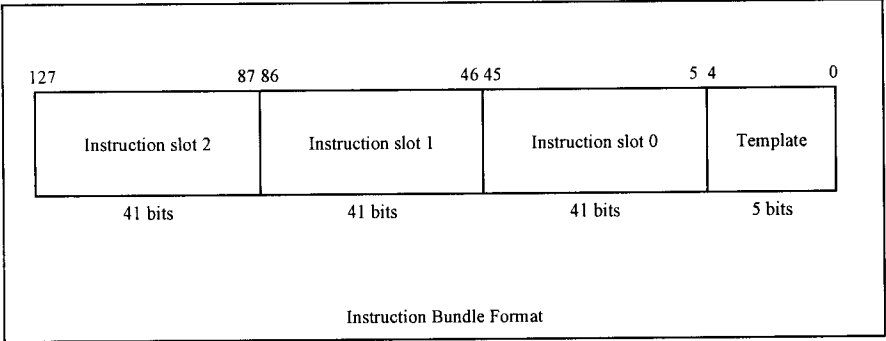 127 87 86 46 45 5 4 0
Instruction slot 2 Instruction slot 1 Instruction slot 0 Template
41 bits 41 bits 41 bits 5 bits
Instruction Bundle Format